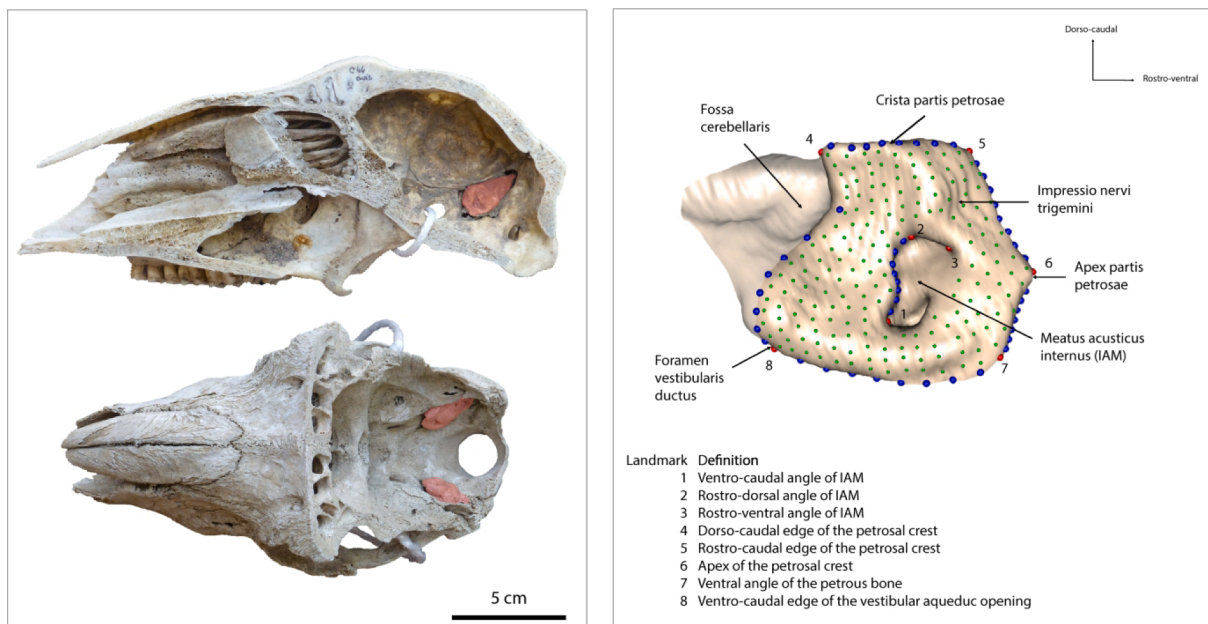 5 cm
Dorso-caudal
Rostro-ventral
Crista partis petrosae
Fossa
cerebellaris
4
5
Impressio nervi
trigemini
2
3
6
Apex partis
petrosae
1
Meatus acusticus
internus (IAM)
Foramen
vestibularis
ductus
8
7
Landmark Definition
1 Ventro-caudal angle of IAM
2 Rostro-dorsal angle of IAM
3 Rostro-ventral angle of IAM
4 Dorso-caudal edge of the petrosal crest
5 Rostro-caudal edge of the petrosal crest
6 Apex of the petrosal crest
7 Ventral angle of the petrous bone
8 Ventro-caudal edge of the vestibular aqueduc opening